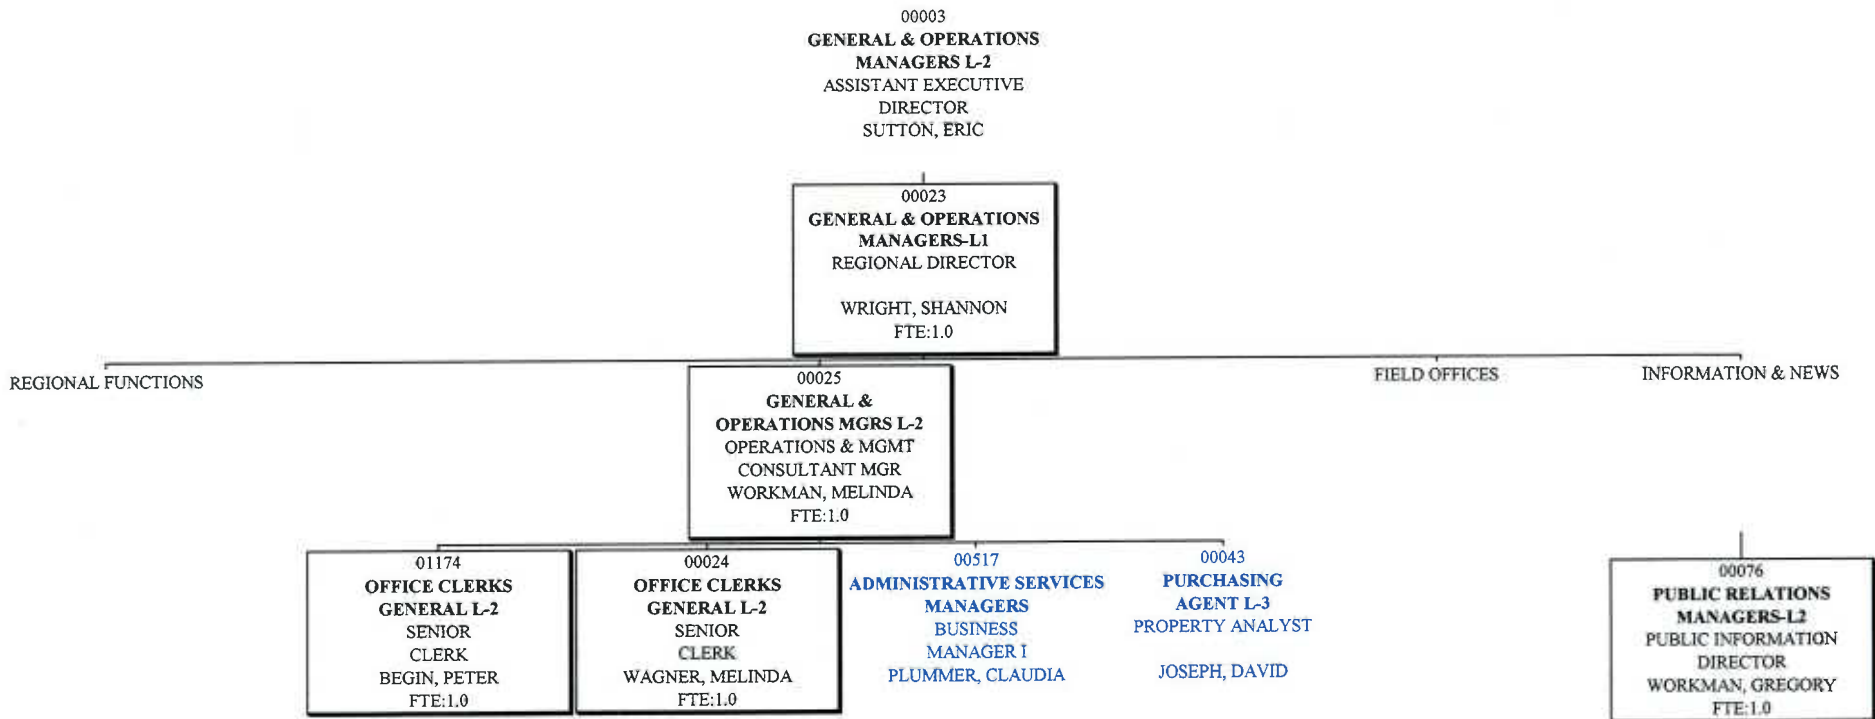 00003
GENERAL & OPERATIONS
MANAGERS L-2
ASSISTANT EXECUTIVE
DIRECTOR
SUTTON, ERIC
00023
GENERAL & OPERATIONS
MANAGERS-L1
REGIONAL DIRECTOR
WRIGHT, SHANNON
FTE:1.0
REGIONAL FUNCTIONS
00025
GENERAL &
OPERATIONS MGRS L-2
OPERATIONS & MGMT
CONSULTANT MGR
WORKMAN, MELINDA
FTE:1.0
FIELD OFFICES
INFORMATION & NEWS
01174
OFFICE CLERKS
GENERAL L-2
SENIOR
CLERK
BEGIN, PETER
FTE:1.0
00024
OFFICE CLERKS
GENERAL L-2
SENIOR
CLERK
WAGNER, MELINDA
FTE:1.0
00517
ADMINISTRATIVE SERVICES
MANAGERS
BUSINESS
MANAGER I
PLUMMER, CLAUDIA
00043
PURCHASING
AGENT L-3
PROPERTY ANALYST
JOSEPH, DAVID
00076
PUBLIC RELATIONS
MANAGERS-L2
PUBLIC INFORMATION
DIRECTOR
WORKMAN, GREGORY
FTE:1.0